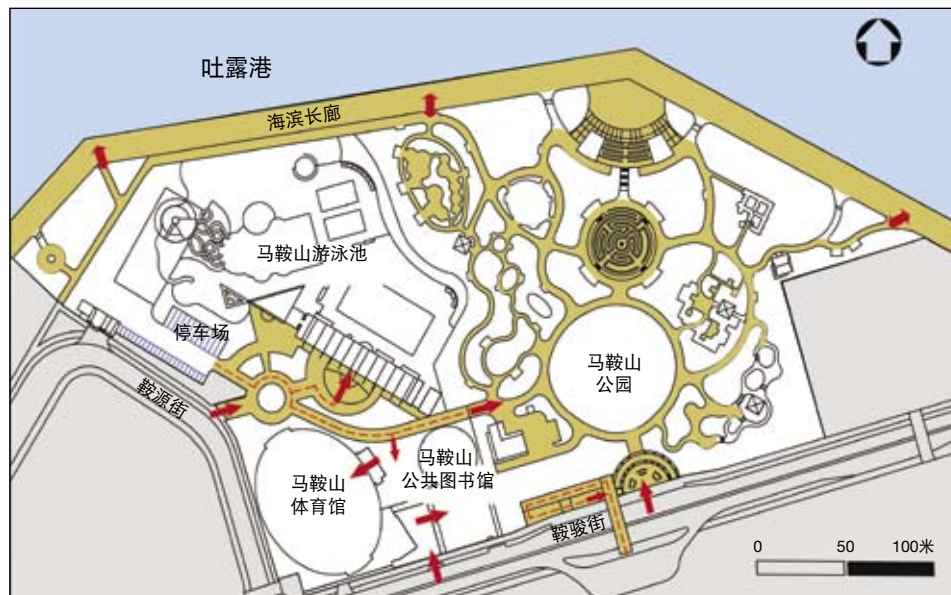 吐露港
海滨长廊
马鞍山游泳池
停车场
鞍源街
马鞍山
公园
马鞍山
公共图书馆
马鞍山
体育馆
鞍骏街
0 50 100米